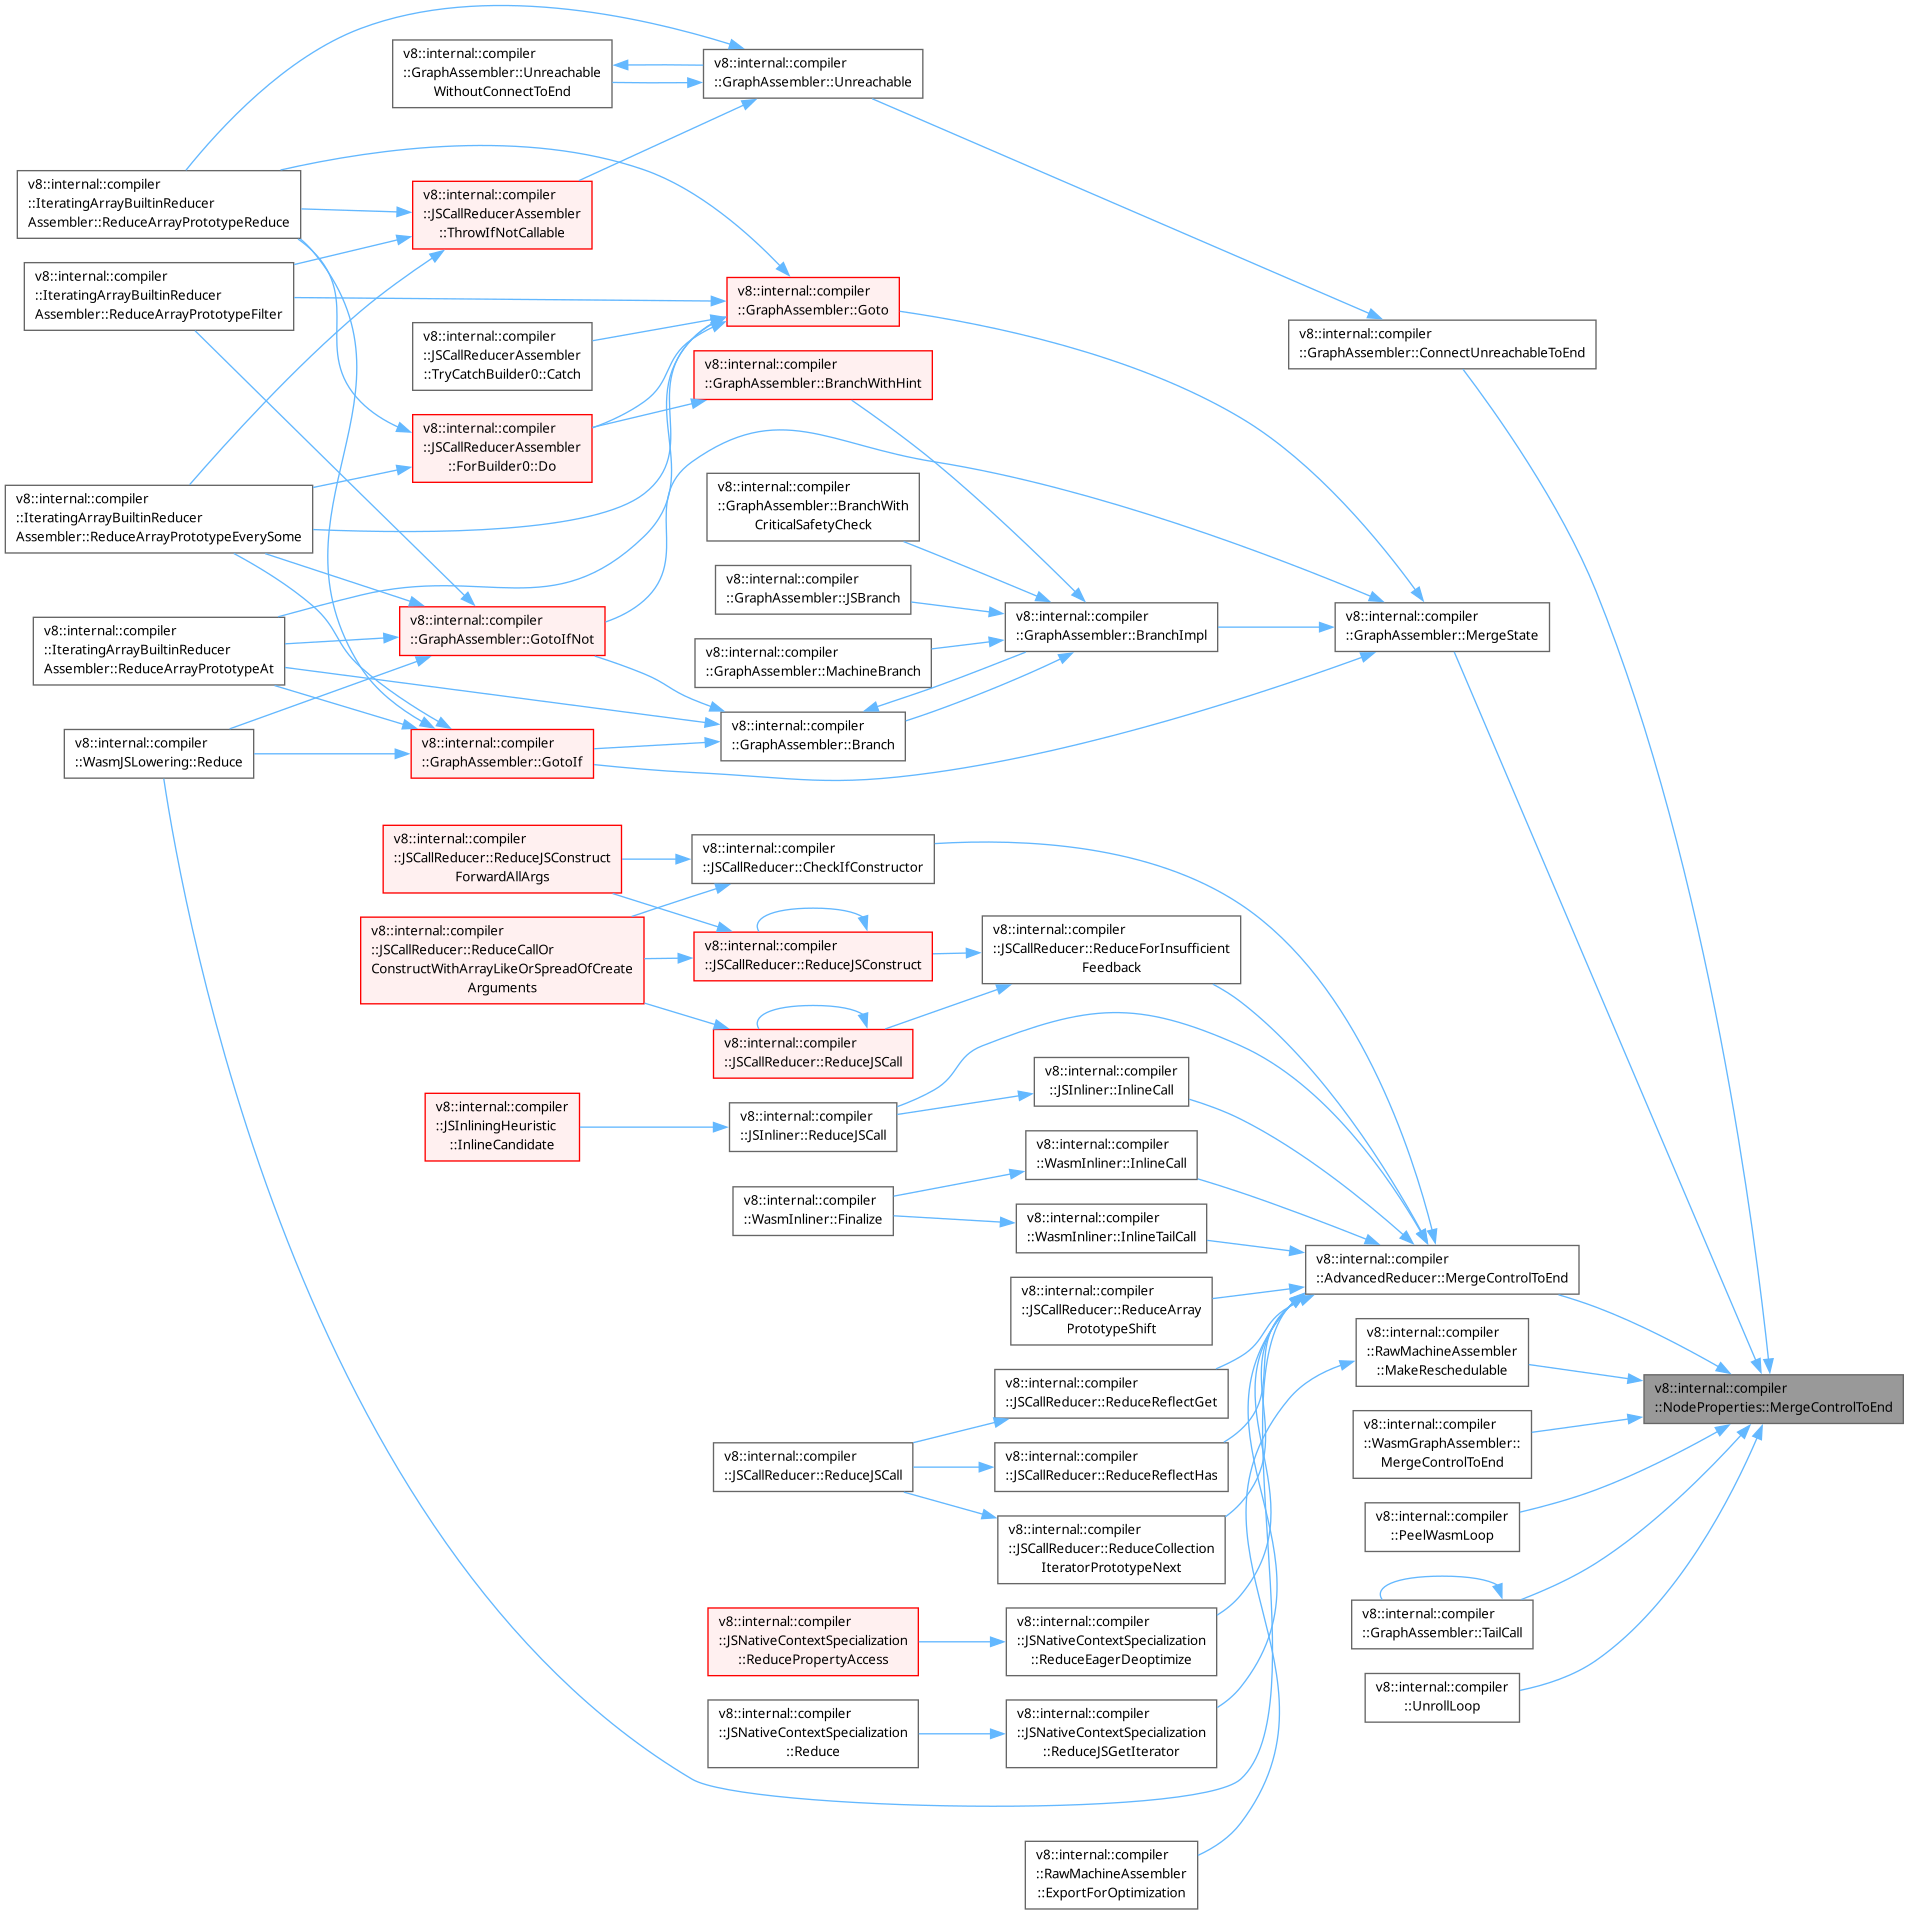 v8::internal::compiler
::GraphAssembler::Unreachable
WithoutConnectToEnd
v8::internal::compiler
::GraphAssembler::Unreachable
v8::internal::compiler
::IteratingArrayBuiltinReducer
Assembler::ReduceArrayPrototypeReduce
v8::internal::compiler
::JSCallReducerAssembler
::ThrowIfNotCallable
v8::internal::compiler
::IteratingArrayBuiltinReducer
Assembler::ReduceArrayPrototypeFilter
v8::internal::compiler
::GraphAssembler::Goto
v8::internal::compiler
::JSCallReducerAssembler
::TryCatchBuilder0::Catch
v8::internal::compiler
::GraphAssembler::ConnectUnreachableToEnd
v8::internal::compiler
::GraphAssembler::BranchWithHint
v8::internal::compiler
::JSCallReducerAssembler
::ForBuilder0::Do
v8::internal::compiler
::GraphAssembler::BranchWith
CriticalSafetyCheck
v8::internal::compiler
::IteratingArrayBuiltinReducer
Assembler::ReduceArrayPrototypeEverySome
v8::internal::compiler
::GraphAssembler::JSBranch
v8::internal::compiler
::GraphAssembler::GotoIfNot
v8::internal::compiler
::GraphAssembler::BranchImpl
v8::internal::compiler
::GraphAssembler::MergeState
v8::internal::compiler
::IteratingArrayBuiltinReducer
Assembler::ReduceArrayPrototypeAt
v8::internal::compiler
::GraphAssembler::MachineBranch
v8::internal::compiler
::GraphAssembler::Branch
v8::internal::compiler
::WasmJSLowering::Reduce
v8::internal::compiler
::GraphAssembler::GotoIf
v8::internal::compiler
::JSCallReducer::ReduceJSConstruct
ForwardAllArgs
v8::internal::compiler
::JSCallReducer::CheckIfConstructor
v8::internal::compiler
::JSCallReducer::ReduceCallOr
ConstructWithArrayLikeOrSpreadOfCreate
Arguments
v8::internal::compiler
::JSCallReducer::ReduceJSConstruct
v8::internal::compiler
::JSCallReducer::ReduceForInsufficient
Feedback
v8::internal::compiler
::JSCallReducer::ReduceJSCall
v8::internal::compiler
::JSInliner::InlineCall
v8::internal::compiler
::JSInliningHeuristic
::InlineCandidate
v8::internal::compiler
::JSInliner::ReduceJSCall
v8::internal::compiler
::WasmInliner::InlineCall
v8::internal::compiler
::WasmInliner::Finalize
v8::internal::compiler
::WasmInliner::InlineTailCall
v8::internal::compiler
::AdvancedReducer::MergeControlToEnd
v8::internal::compiler
::JSCallReducer::ReduceArray
PrototypeShift
v8::internal::compiler
::RawMachineAssembler
::MakeReschedulable
v8::internal::compiler
::NodeProperties::MergeControlToEnd
v8::internal::compiler
::JSCallReducer::ReduceReflectGet
v8::internal::compiler
::WasmGraphAssembler::
MergeControlToEnd
v8::internal::compiler
::JSCallReducer::ReduceJSCall
v8::internal::compiler
::JSCallReducer::ReduceReflectHas
v8::internal::compiler
::PeelWasmLoop
v8::internal::compiler
::JSCallReducer::ReduceCollection
IteratorPrototypeNext
v8::internal::compiler
::GraphAssembler::TailCall
v8::internal::compiler
::JSNativeContextSpecialization
::ReducePropertyAccess
v8::internal::compiler
::JSNativeContextSpecialization
::ReduceEagerDeoptimize
v8::internal::compiler
::UnrollLoop
v8::internal::compiler
::JSNativeContextSpecialization
::Reduce
v8::internal::compiler
::JSNativeContextSpecialization
::ReduceJSGetIterator
v8::internal::compiler
::RawMachineAssembler
::ExportForOptimization